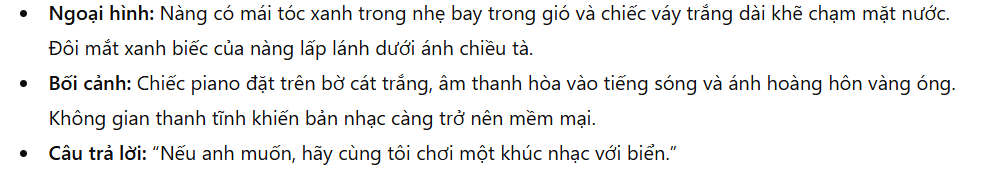 • Ngoại hình: Nàng có mái tóc xanh trong nhẹ bay trong gió và chiếc váy trắng dài khẽ chạm mặt nước.
Đôi mắt xanh biếc của nàng lấp lánh dưới ánh chiều tà.
• Bối cảnh: Chiếc piano đặt trên bờ cát trắng, âm thanh hòa vào tiếng sóng và ánh hoàng hôn vàng óng.
Không gian thanh tĩnh khiến bản nhạc càng trở nên mềm mại.
• Câu trả lời: “Nếu anh muốn, hãy cùng tôi chơi một khúc nhạc với biển.”